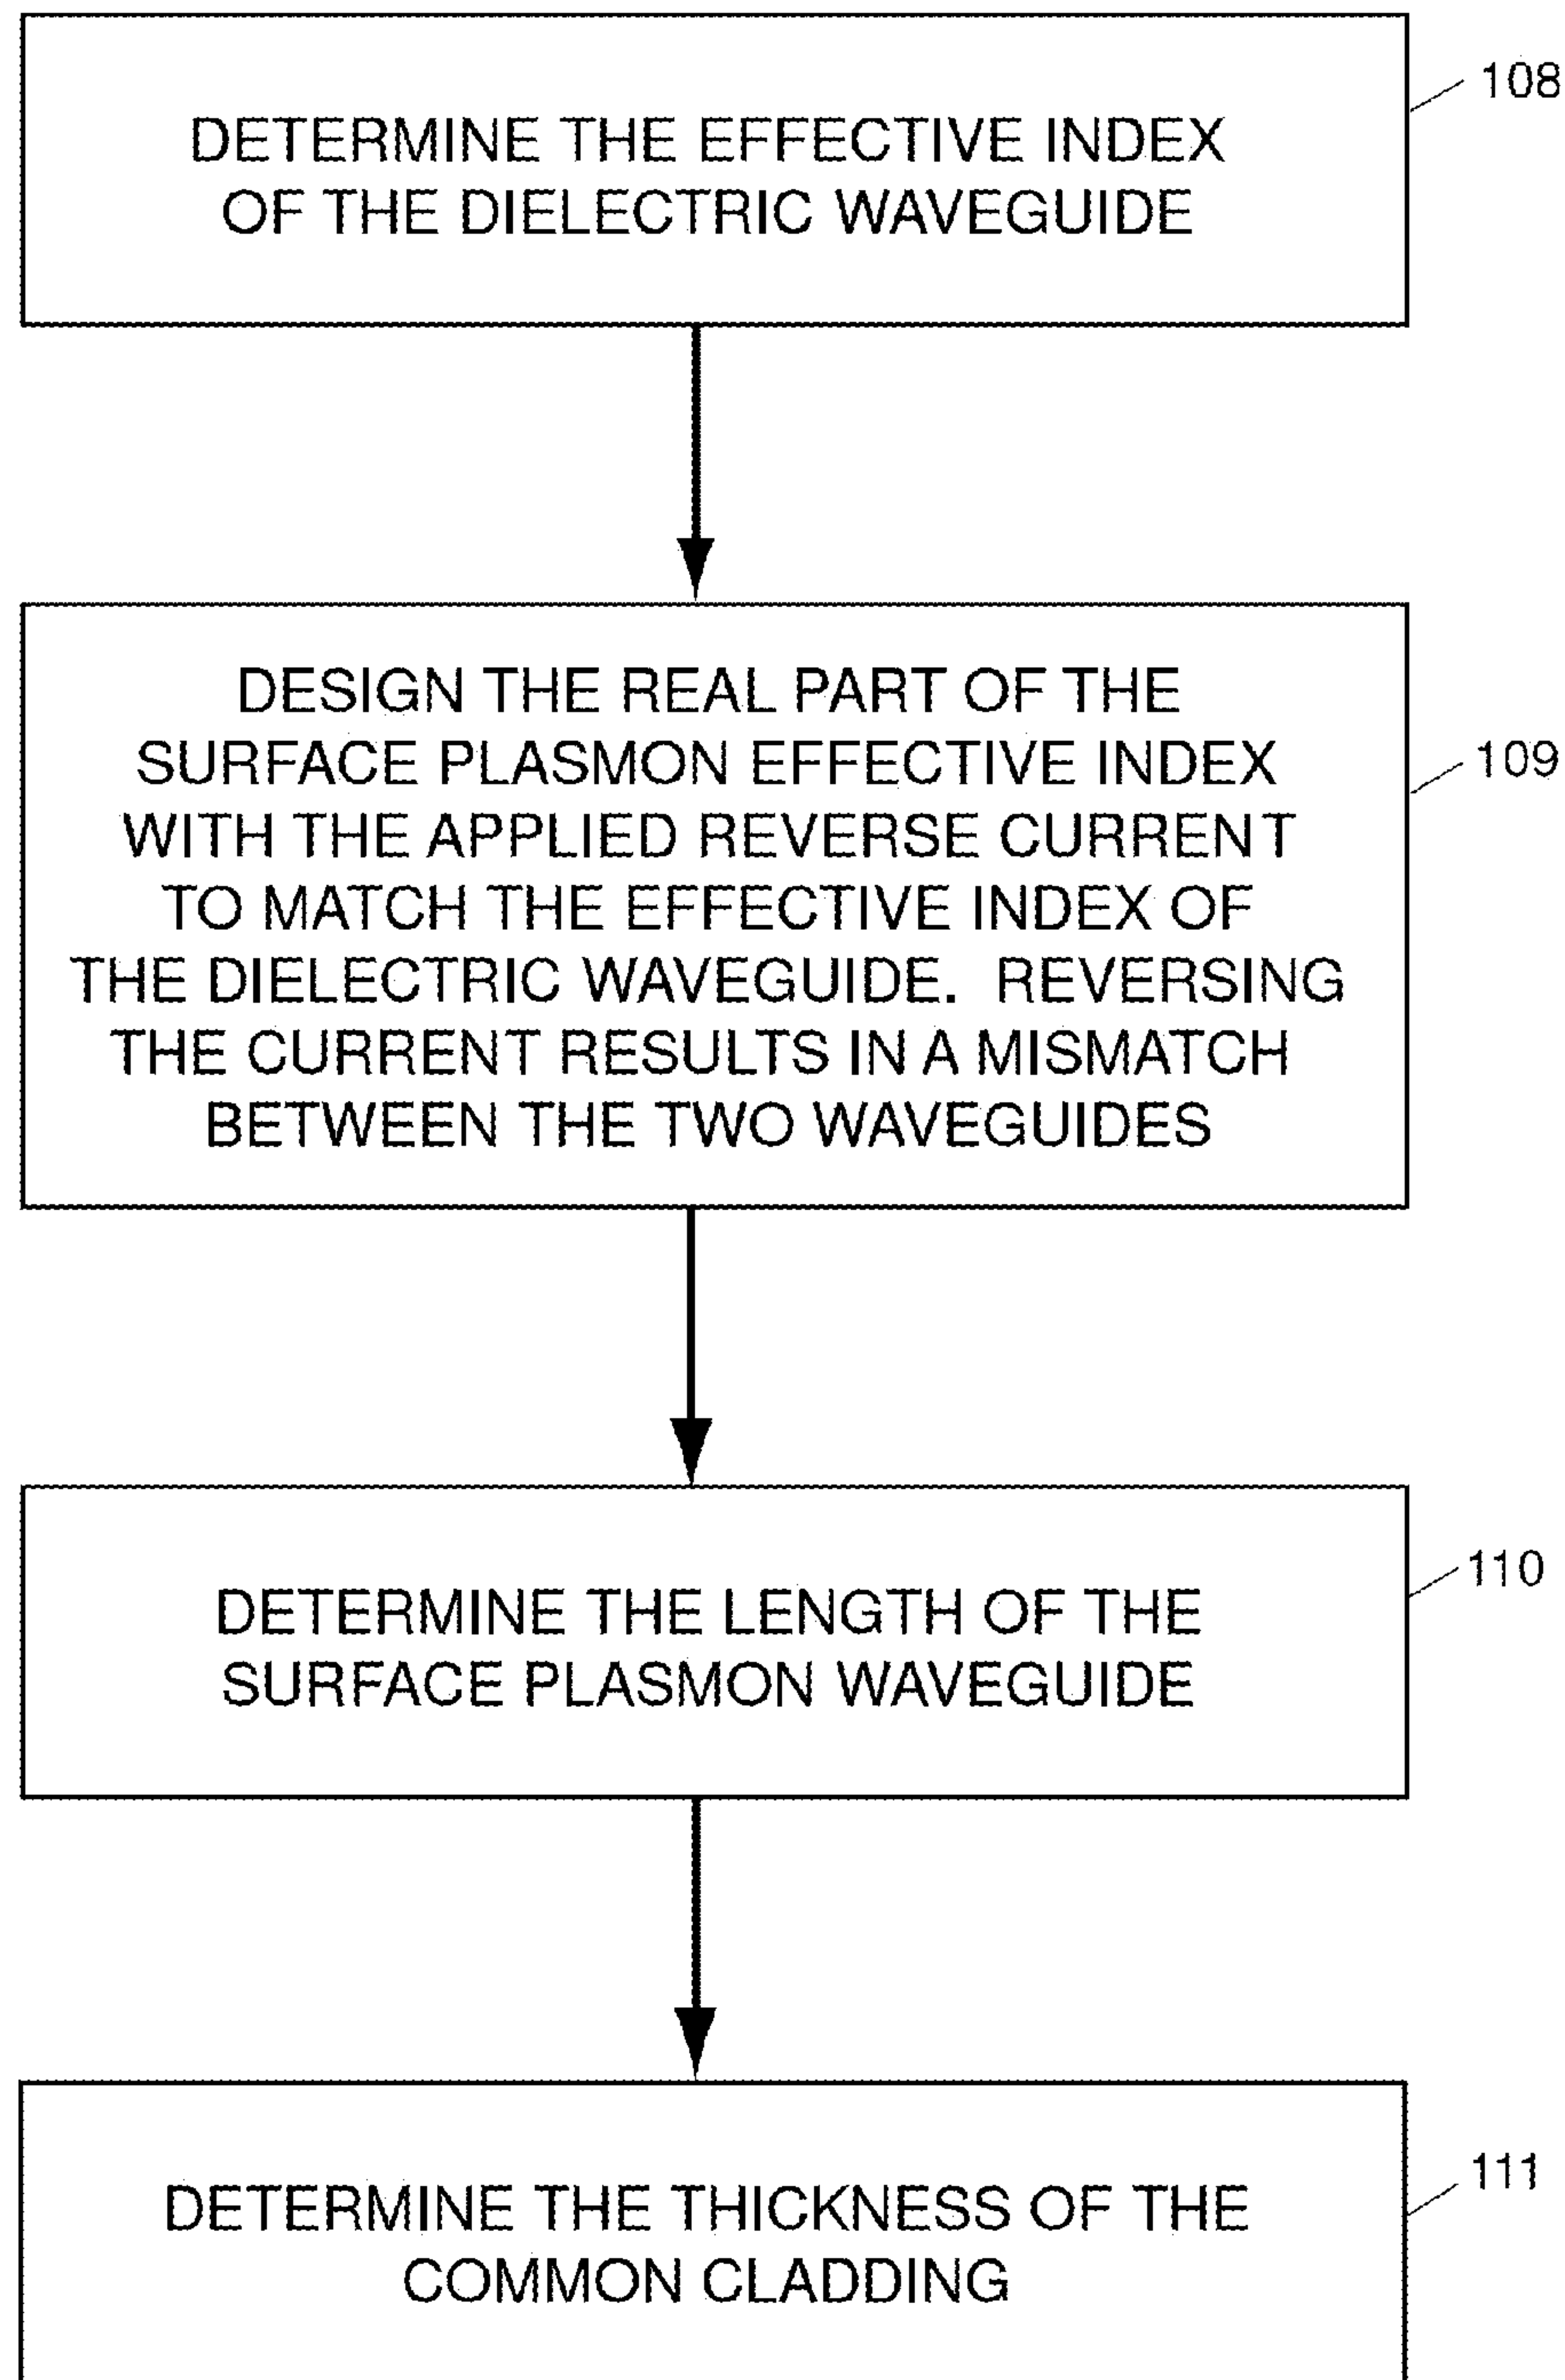 108
DETERMINE THE EFFECTIVE INDEX
OF THE DIELECTRIC WAVEGUIDE
DESIGN THE REAL PART OF THE
SURFACE PLASMON EFFECTIVE INDEX
109
WITH THE APPLIED REVERSE CURRENT
TO MATCH THE EFFECTIVE INDEX OF
THE DIELECTRIC WAVEGUIDE. REVERSING
THE CURRENT RESULTS IN A MISMATCH
BETWEEN THE TWO WAVEGUIDES
110
DETERMINE THE LENGTH OF THE
SURFACE PLASMON WAVEGUIDE
111
DETERMINE THE THICKNESS OF THE
COMMON CLADDING